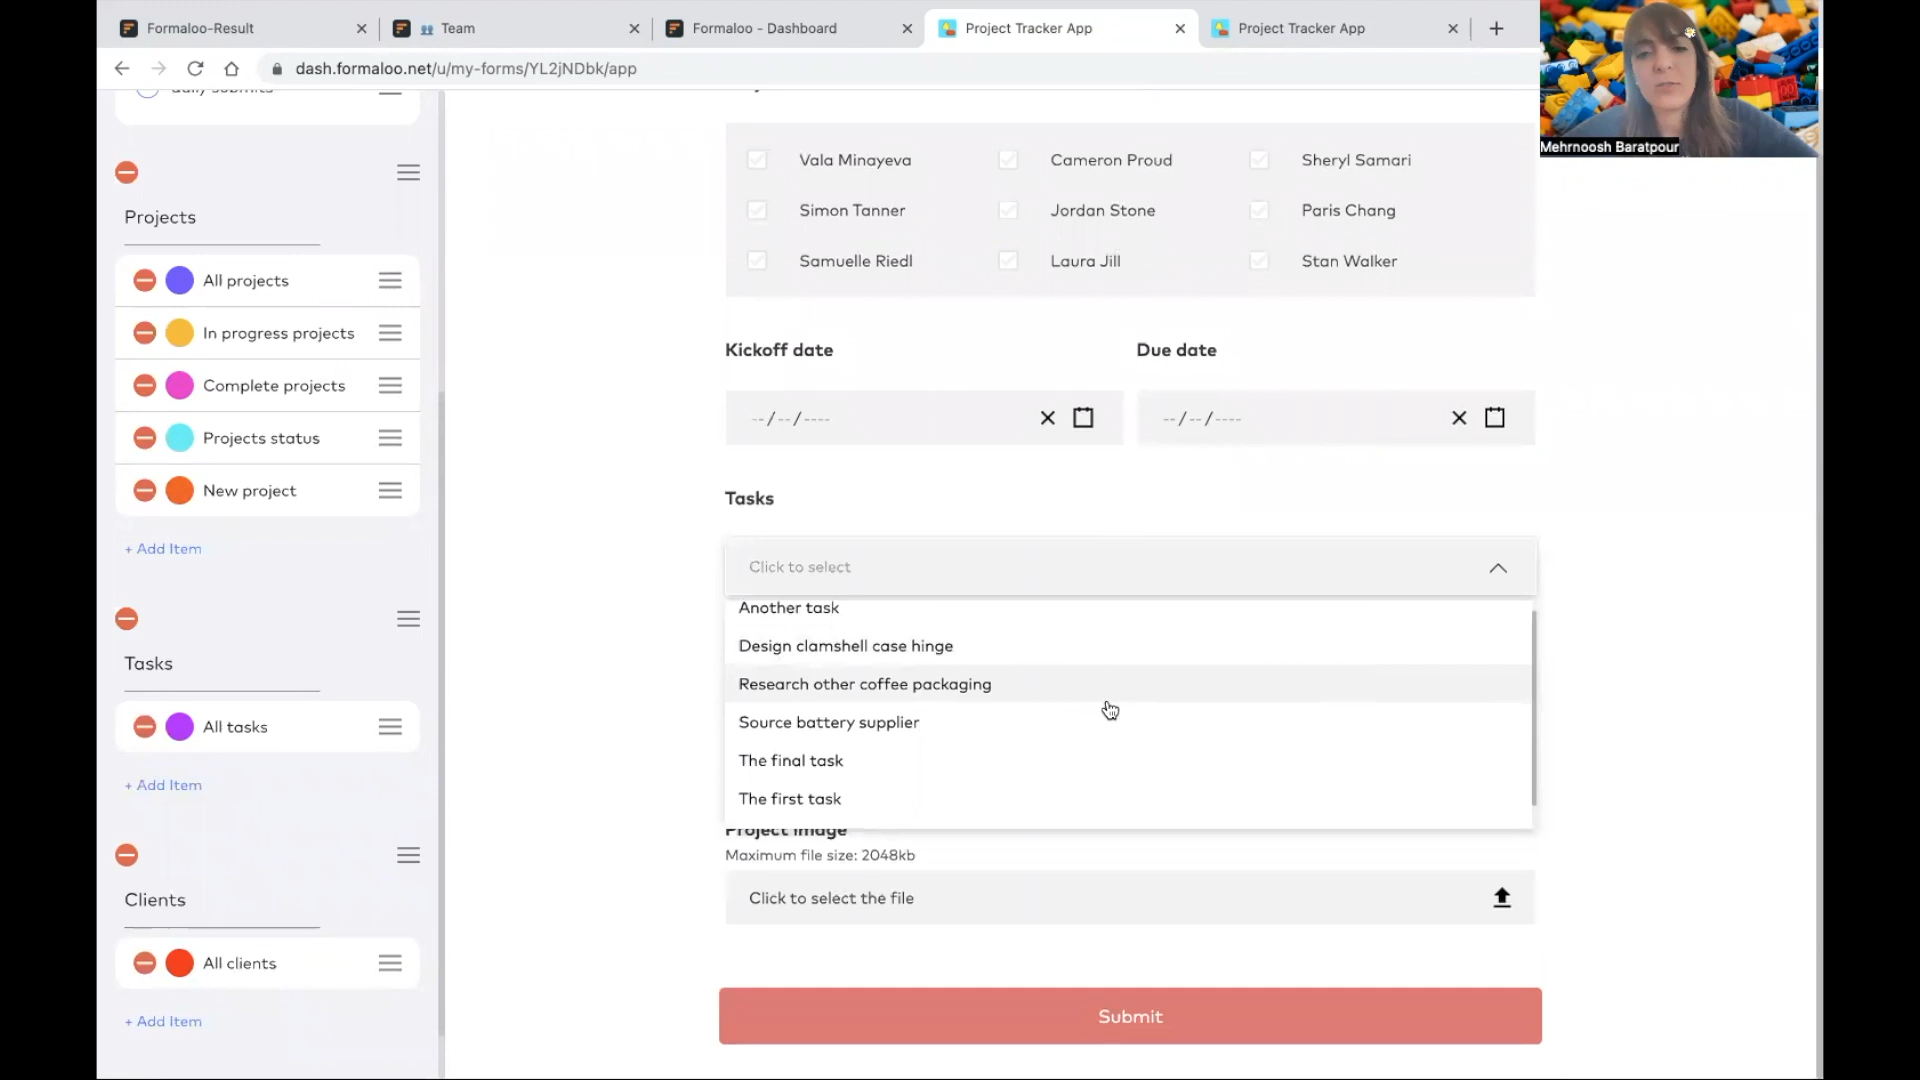 Formaloo-Result
Team
Formaloo - Dashboard
Project Tracker App
Project Tracker App
dash.formaloo.net/u/my-forms/YL2jNDbk/app
Mehrnoosh Baratpour
daily submits
Projects
All projects
In progress projects
Complete projects
Projects status
New project
+ Add Item
Tasks
All tasks
+ Add Item
Clients
All clients
+ Add Item
Vala Minayeva
Cameron Proud
Sheryl Samari
Simon Tanner
Jordan Stone
Paris Chang
Samuelle Riedl
Laura Jill
Stan Walker
Kickoff date
Due date
--/--/----
--/--/----
Tasks
Click to select
Another task
Design clamshell case hinge
Research other coffee packaging
Source battery supplier
The final task
The first task
Project image
Maximum file size: 2048kb
Click to select the file
Submit